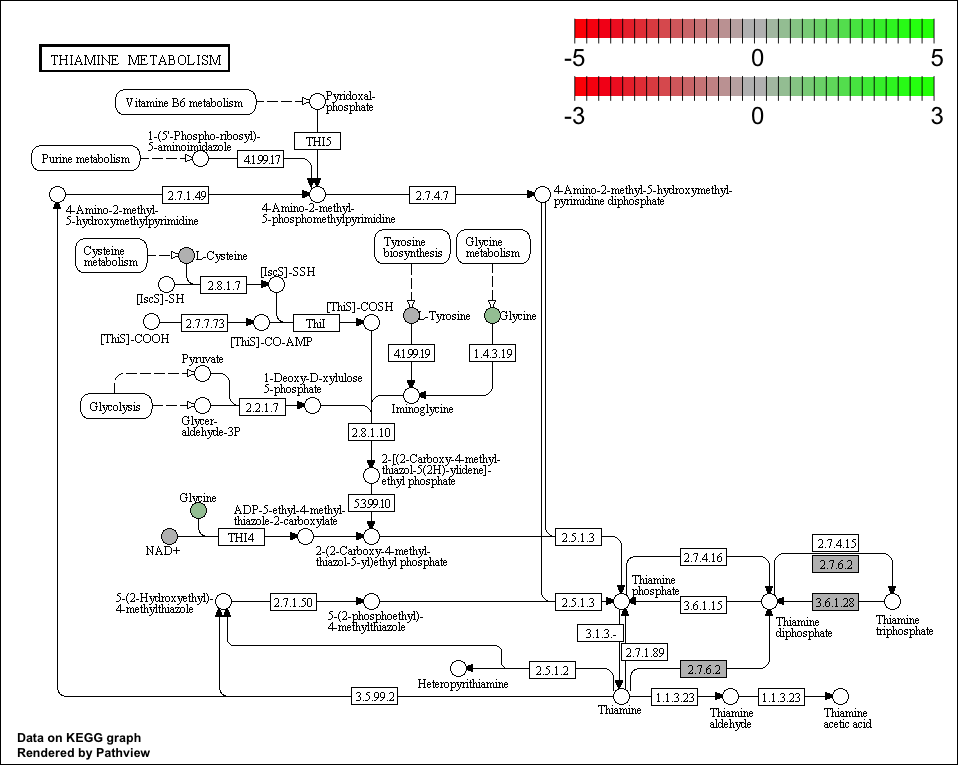 THIAMINE METABOLISM
-5 0 5
-3 0 3
Vitamine B6 metabolism
Pyridoxal-
phosphate
THI5
1-(5'-Phospho-ribosyl)-
5-aminoimidazole
Purine metabolism
4.1.99.17
2.7.1.49
2.7.4.7
4-Amino-2-methyl-5-hydroxymethyl-
pyrimidine diphosphate
4-Amino-2-methyl-
5-hydroxymethylpyrimidine
4-Amino-2-methyl-
5-phosphomethylpyrimidine
Cysteine
metabolism
L-Cysteine
Tyrosine
biosynthesis
Glycine
metabolism
[IscS]-SSH
2.8.1.7
[IscS]-SH
[ThiS]-COSH
L-Tyrosine
Glycine
2.7.7.73
ThiI
[ThiS]-COOH
[ThiS]-CO-AMP
4.1.99.19
1.4.3.19
Pyruvate
1-Deoxy-D-xylulose
5-phosphate
Glycolysis
2.2.1.7
Iminoglycine
Glycer-
aldehyde-3P
2.8.1.10
2-[(2-Carboxy-4-methyl-
thiazol-5(2H)-ylidene]-
ethyl phosphate
Glycine
5.3.99.10
ADP-5-ethyl-4-methyl-
thiazole-2-carboxylate
NAD+
THI4
2.5.1.3
2-(2-Carboxy-4-methyl-
thiazol-5-yl)ethyl phosphate
2.7.4.16
2.7.4.15
2.7.6.2
Thiamine
phosphate
5-(2-Hydroxyethyl)-
4-methylthiazole
2.7.1.50
2.5.1.3
3.6.1.15
3.6.1.28
5-(2-phosphoethyl)-
4-methylthiazole
Thiamine
diphosphate
Thiamine
triphosphate
3.1.3.-
2.7.1.89
2.5.1.2
2.7.6.2
Heteropyrithiamine
3.5.99.2
1.1.3.23
1.1.3.23
Thiamine
Thiamine
aldehyde
Thiamine
acetic acid
Data on KEGG graph
Rendered by Pathview